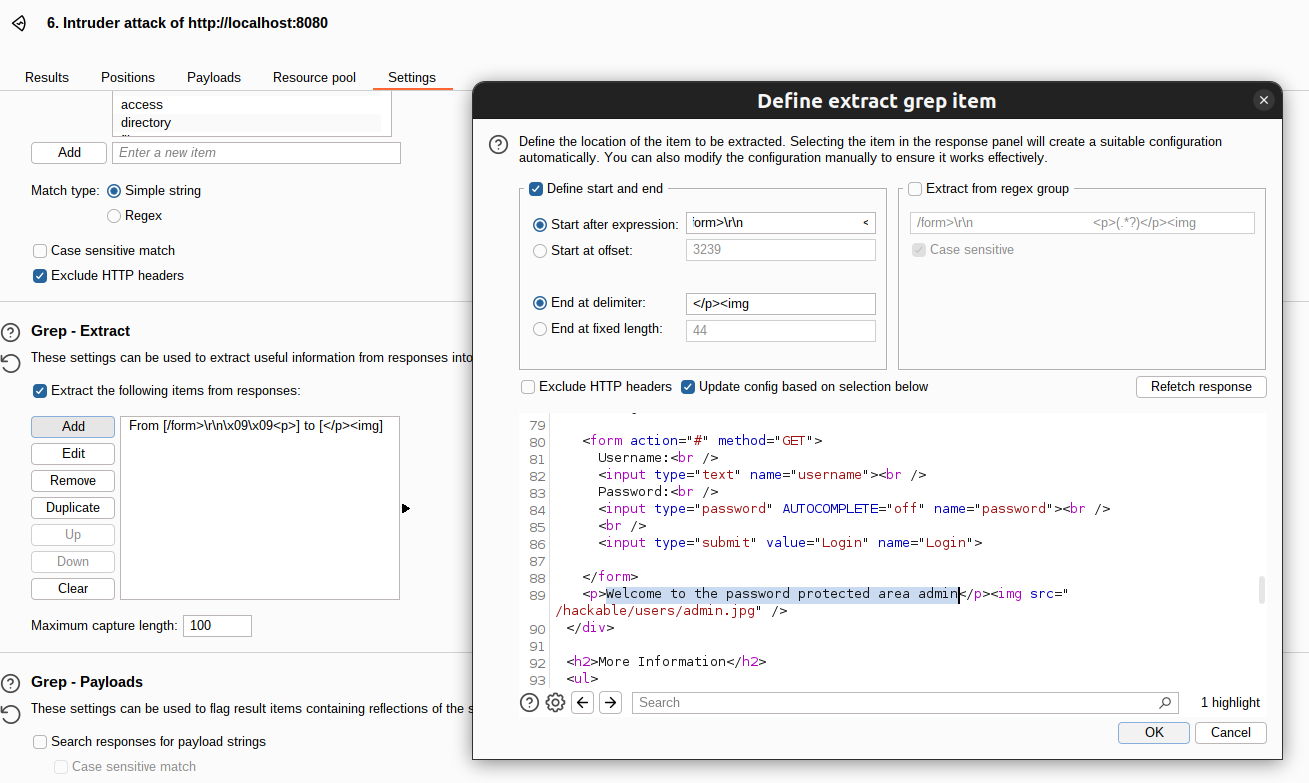 6. Intruder attack of http://localhost:8080
Results Positions Payloads Resource pool Settings
access
directory
Add Enter a new item
Match type: Simple string
Regex
Case sensitive match
Exclude HTTP headers
Grep - Extract
These settings can be used to extract useful information from responses into
Extract the following items from responses:
Add
Edit
Remove
Duplicate
Up
Down
Clear
From [/form>\r\n\x09\x09<p>] to [</p><img]
Maximum capture length: 100
Grep - Payloads
These settings can be used to flag result items containing reflections of the s
Search responses for payload strings
Case sensitive match
Define extract grep item
Define the location of the item to be extracted. Selecting the item in the response panel will create a suitable configuration
automatically. You can also modify the configuration manually to ensure it works effectively.
Define start and end
Start after expression: form>\r\n <
Start at offset: 3239
End at delimiter: </p><img
End at fixed length: 44
Extract from regex group
/form>\r\n <p>(.*?)</p><img
Case sensitive
Exclude HTTP headers Update config based on selection below Refetch response
79
80 <form action="#" method="GET">
81 Username:<br />
82 <input type="text" name="username"><br />
83 Password:<br />
84 <input type="password" AUTOCOMPLETE="off" name="password"><br />
85 <br />
86 <input type="submit" value="Login" name="Login">
87
88 </form>
89 <p>Welcome to the password protected area admin</p><img src="
/hackable/users/admin.jpg" />
90 </div>
91
92 <h2>More Information</h2>
93 <ul>
Search 1 highlight
OK Cancel